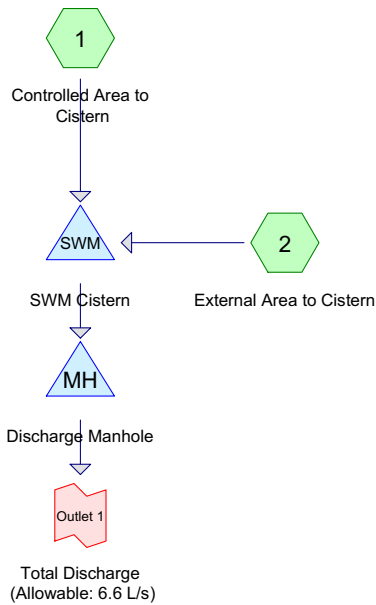 1
Controlled Area to
Cistern
SWM
2
SWM Cistern
External Area to Cistern
MH
Discharge Manhole
Outlet 1
Total Discharge
(Allowable: 6.6 L/s)